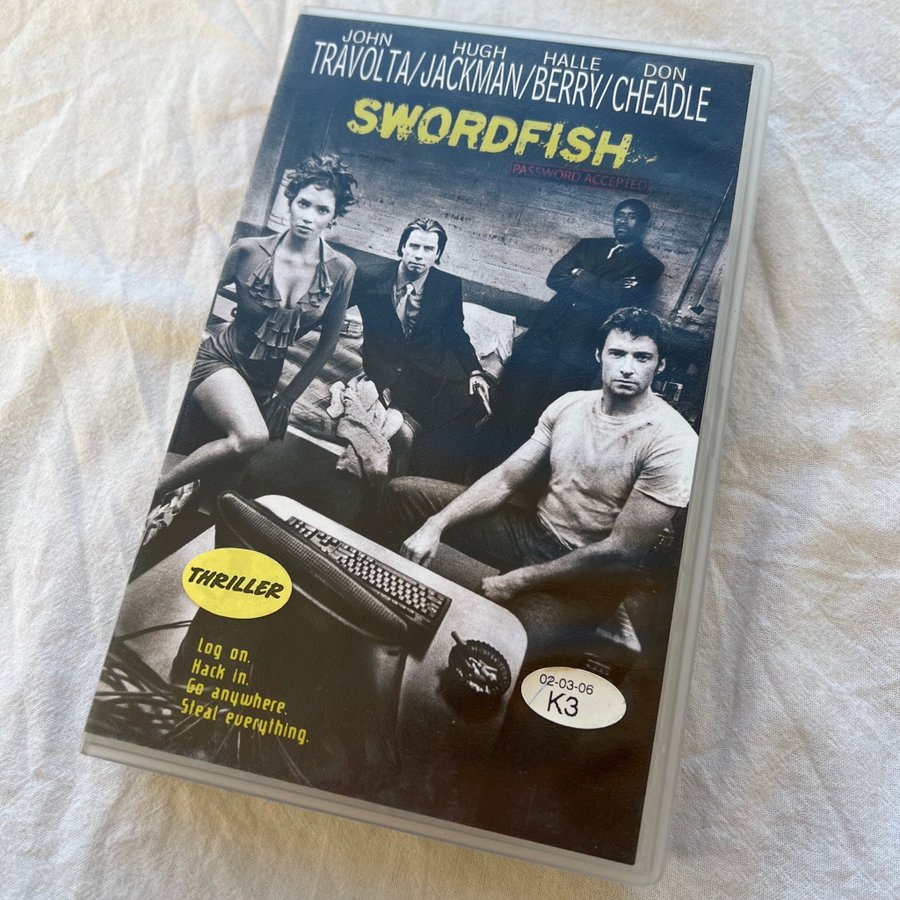 JOHN HUGH HALLE DON
TRAVOLTA/JACKMAN/BERRY/CHEADLE
SWORDFISH
PASSWORD ACCEPTED
THRILLER
Log on.
Hack in.
Go anywhere.
Steal everything.
02-03-06
K3